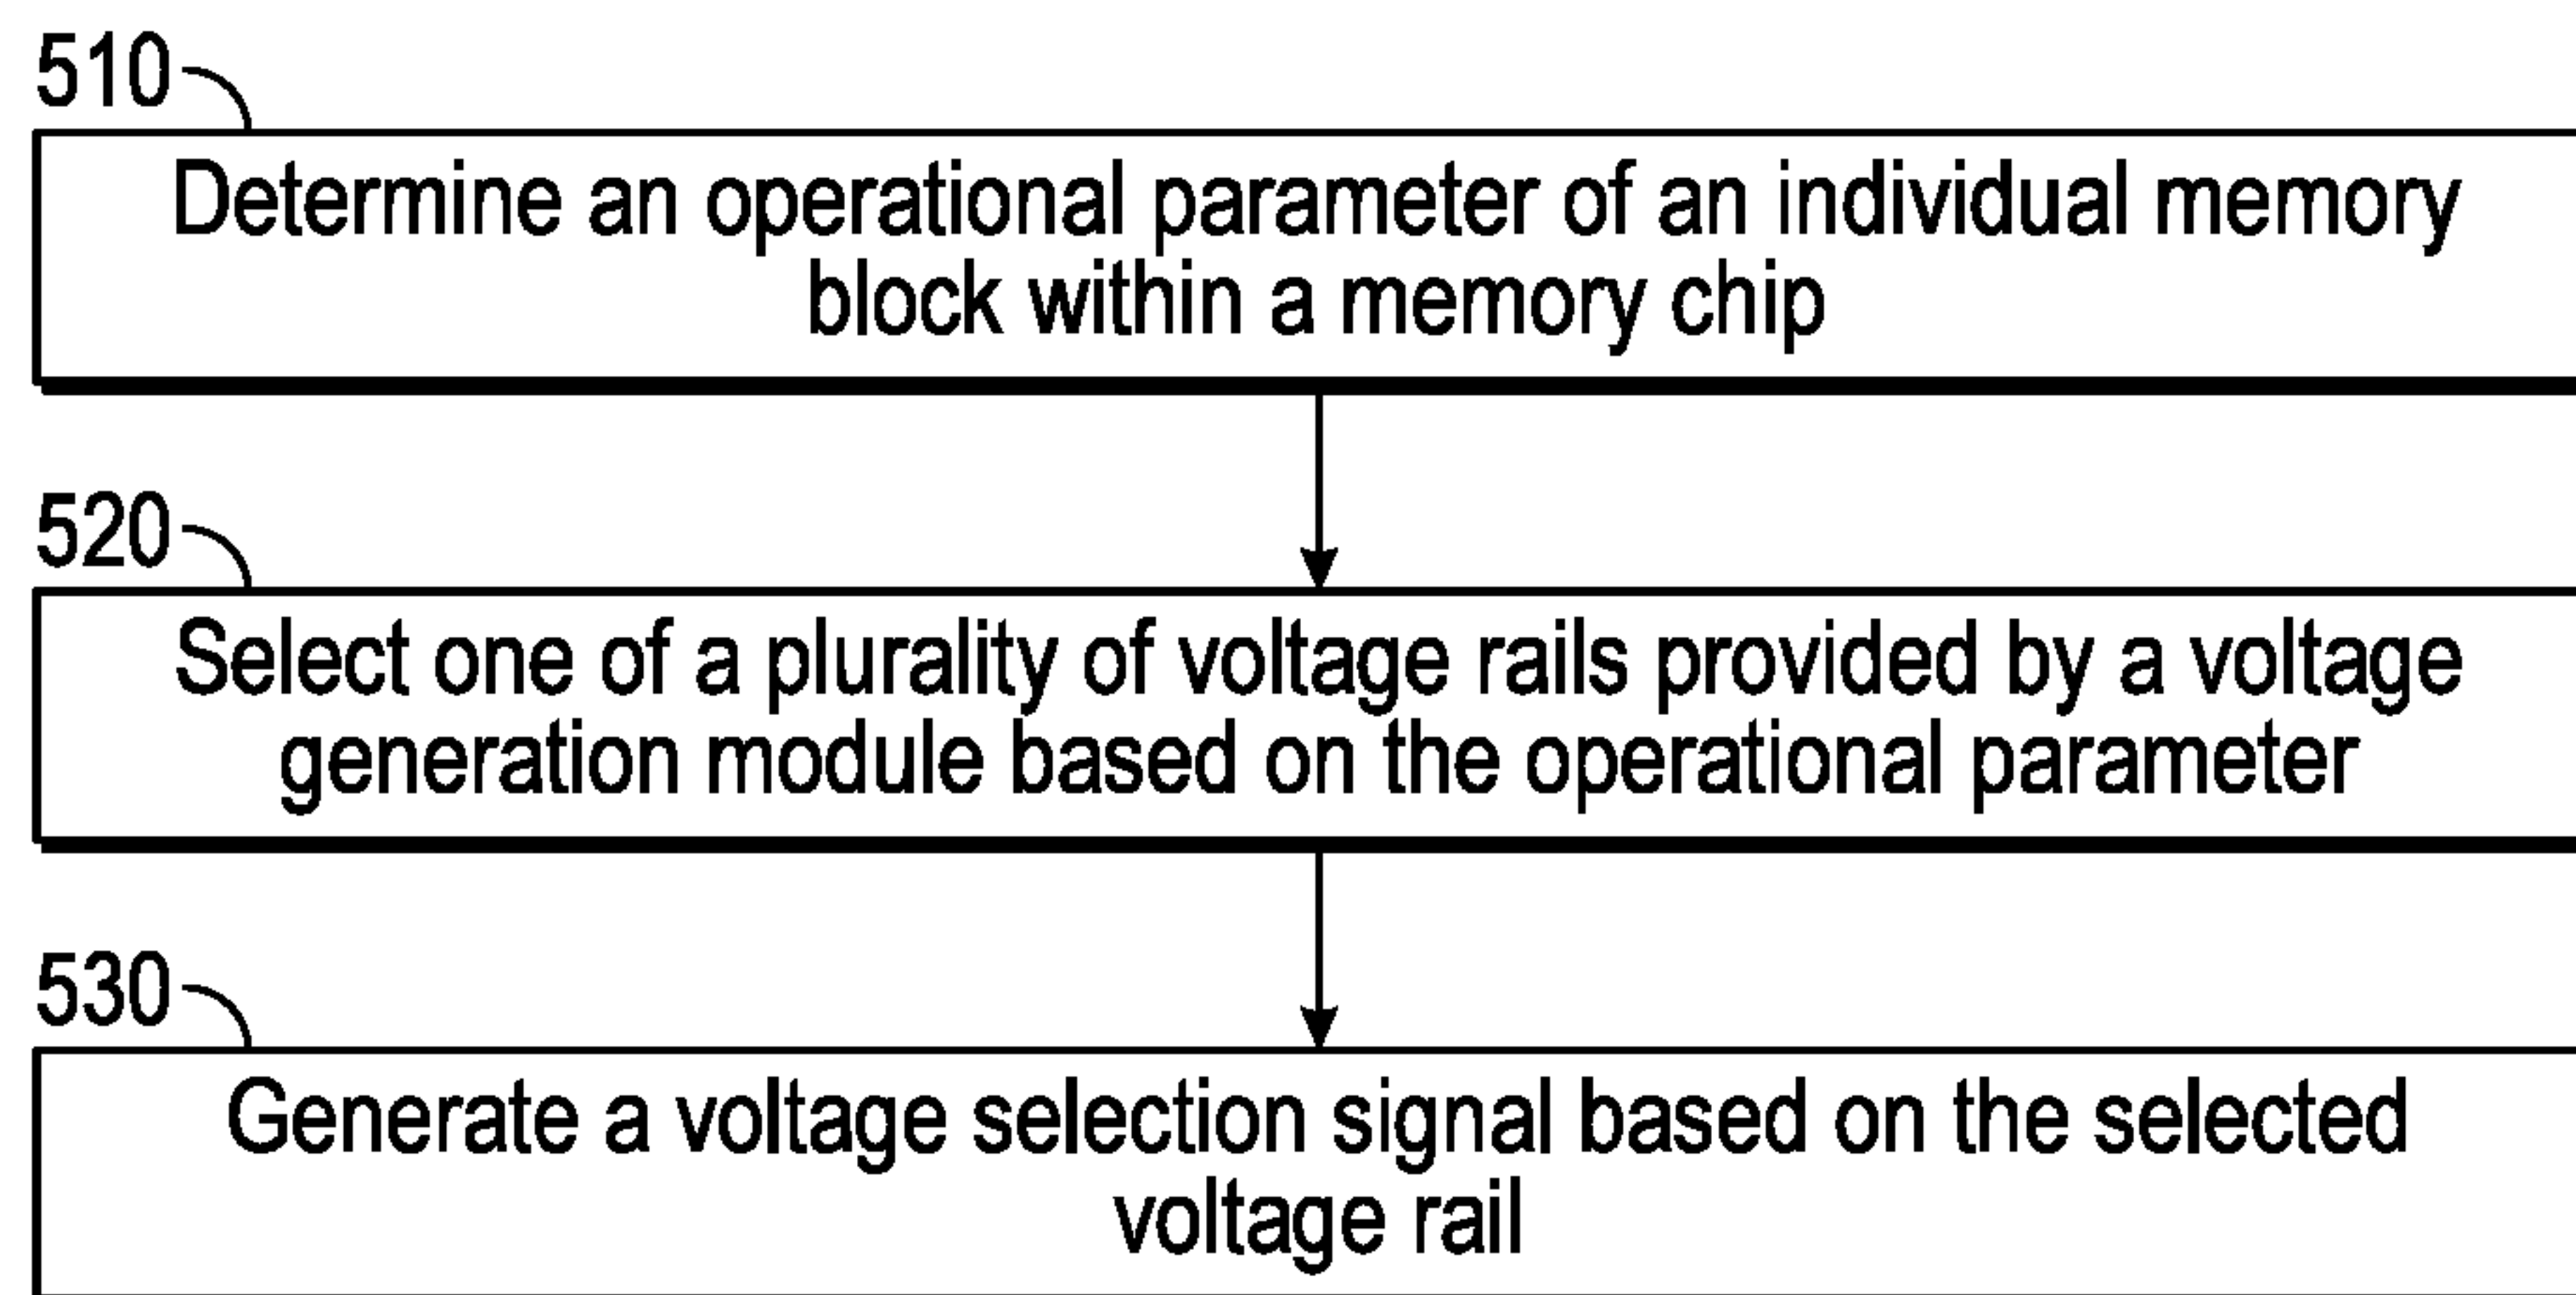 510
Determine an operational parameter of an individual memory
block within a memory chip
520
Select one of a plurality of voltage rails provided by a voltage
generation module based on the operational parameter
530
Generate a voltage selection signal based on the selected
voltage rail